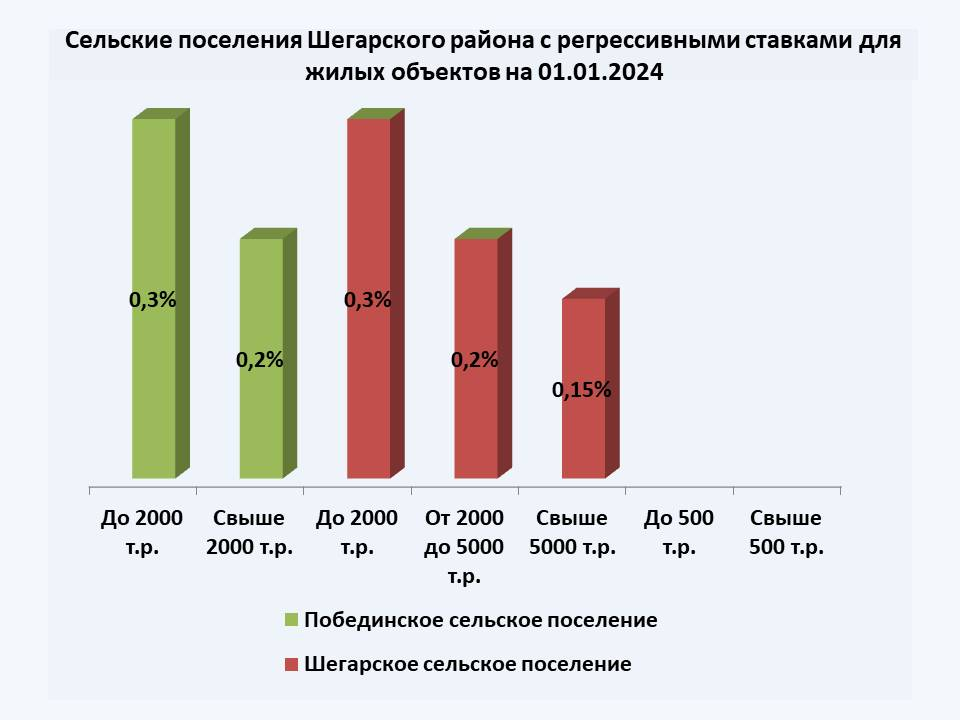 Сельские поселения Шегарского района с регрессивными ставками для
жилых объектов на 01.01.2024
0,3%
0,2%
0,3%
0,2%
0,15%
До 2000
т.р.
Свыше
2000 т.р.
До 2000
т.р.
От 2000
до 5000
т.р.
Свыше
5000 т.р.
До 500
т.р.
Свыше
500 т.р.
Побединское сельское поселение
Шегарское сельское поселение